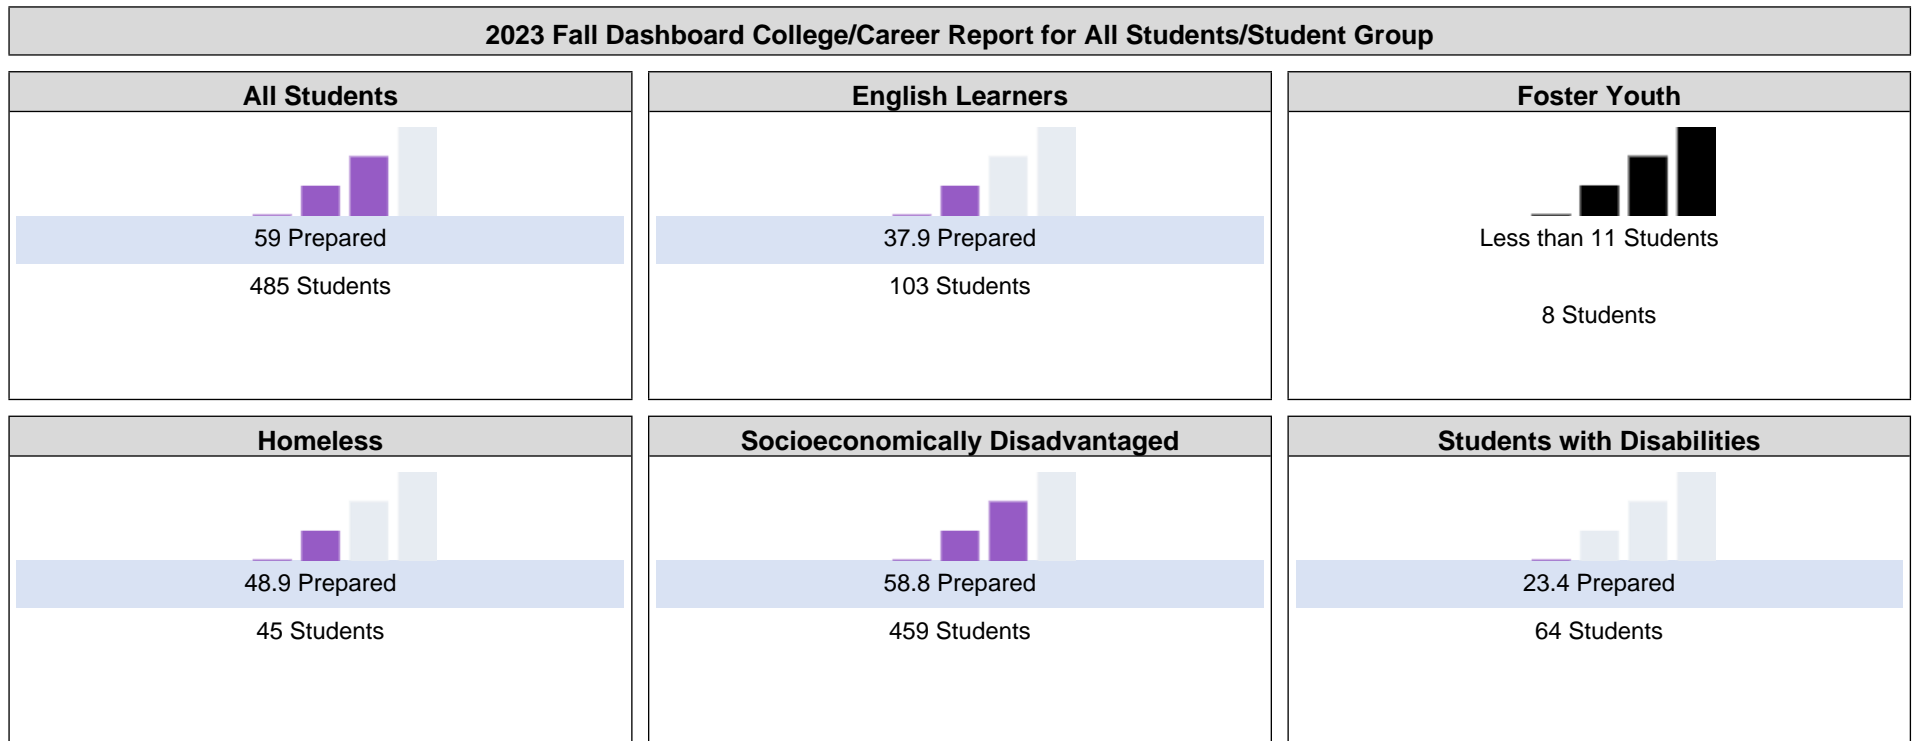 2023 Fall Dashboard College/Career Report for All Students/Student Group
All Students
59 Prepared
485 Students
English Learners
37.9 Prepared
103 Students
Foster Youth
Less than 11 Students
8 Students
Homeless
48.9 Prepared
45 Students
Socioeconomically Disadvantaged
58.8 Prepared
459 Students
Students with Disabilities
23.4 Prepared
64 Students